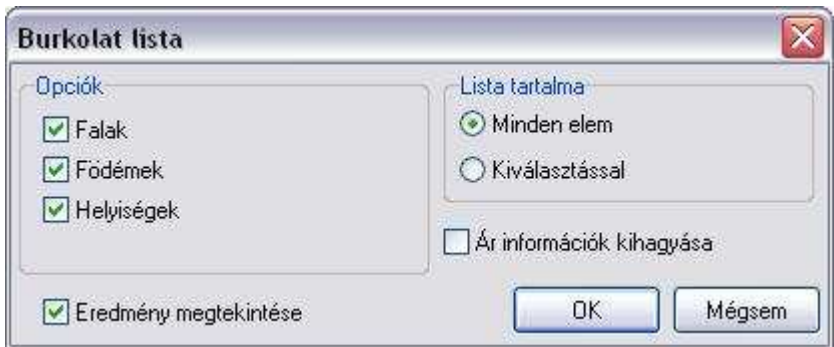 Burkolat lista
Opciók
Falak
Födémek
Helyiségek
Lista tartalma
Minden elem
Kiválasztással
Ár információk kihagyása
Eredmény megtekintése
OK
Mégsem